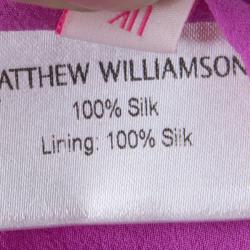 ATTHEW WILLIAMSON
100% Silk
Lining: 100% Silk